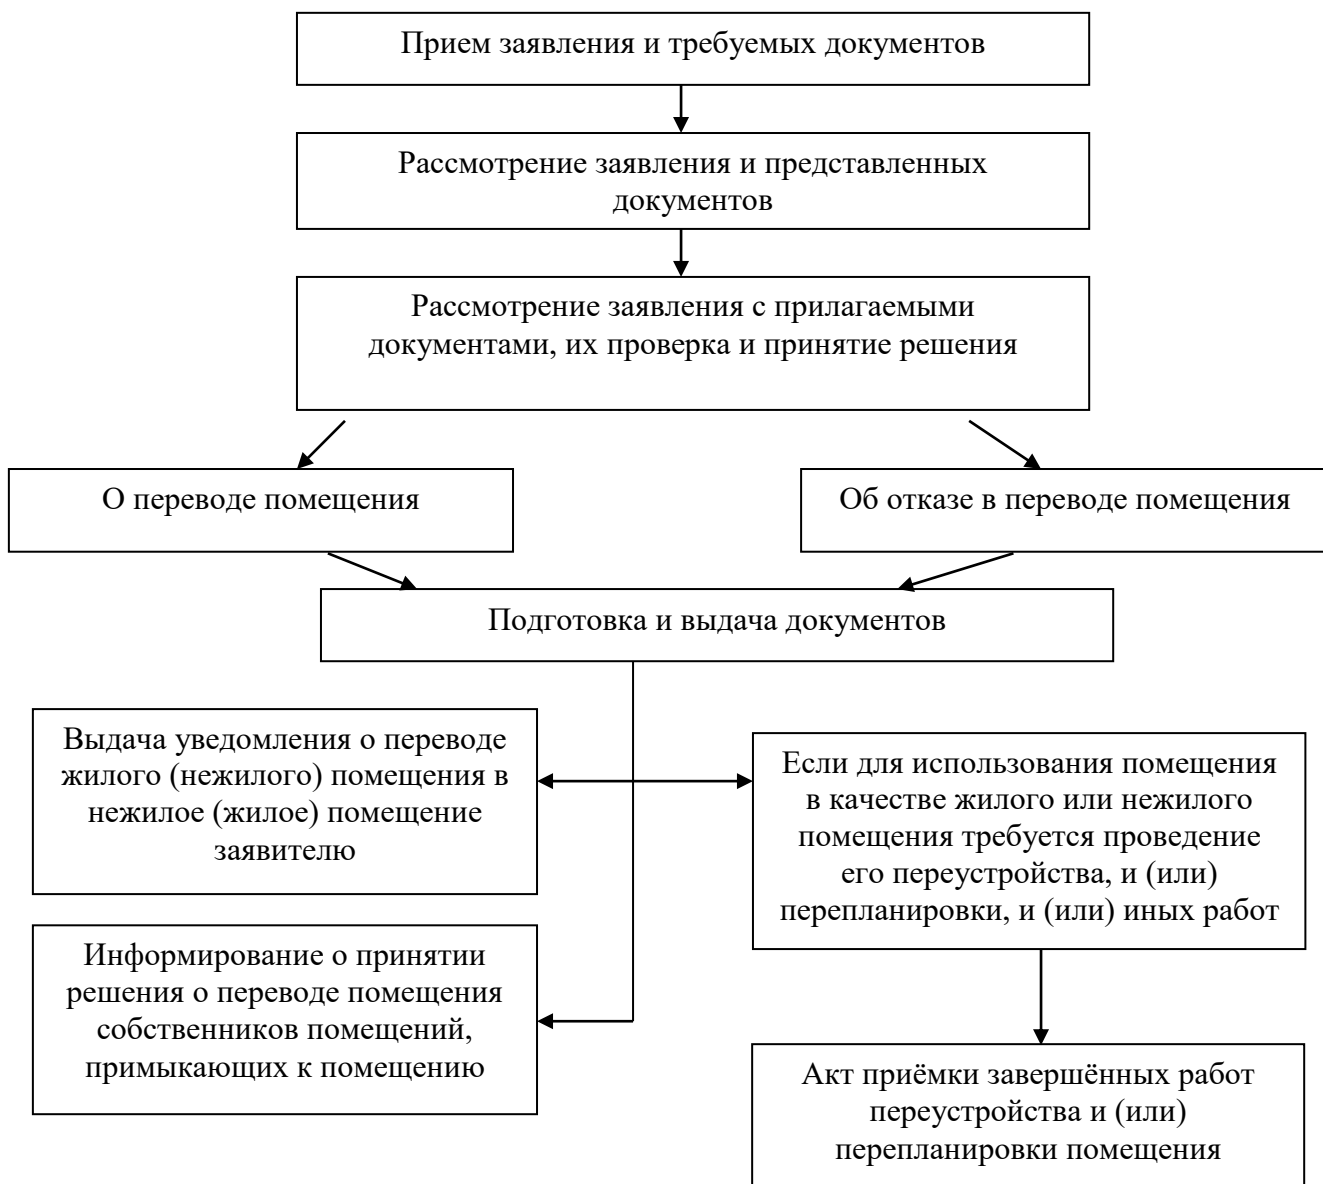 Прием заявления и требуемых документов
Рассмотрение заявления и представленных
документов
Рассмотрение заявления с прилагаемыми
документами, их проверка и принятие решения
О переводе помещения
Об отказе в переводе помещения
Подготовка и выдача документов
Выдача уведомления о переводе
жилого (нежилого) помещения в
нежилое (жилое) помещение
заявителю
Если для использования помещения
в качестве жилого или нежилого
помещения требуется проведение
его переустройства, и (или)
перепланировки, и (или) иных работ
Информирование о принятии
решения о переводе помещения
собственников помещений,
примыкающих к помещению
Акт приёмки завершённых работ
переустройства и (или)
перепланировки помещения